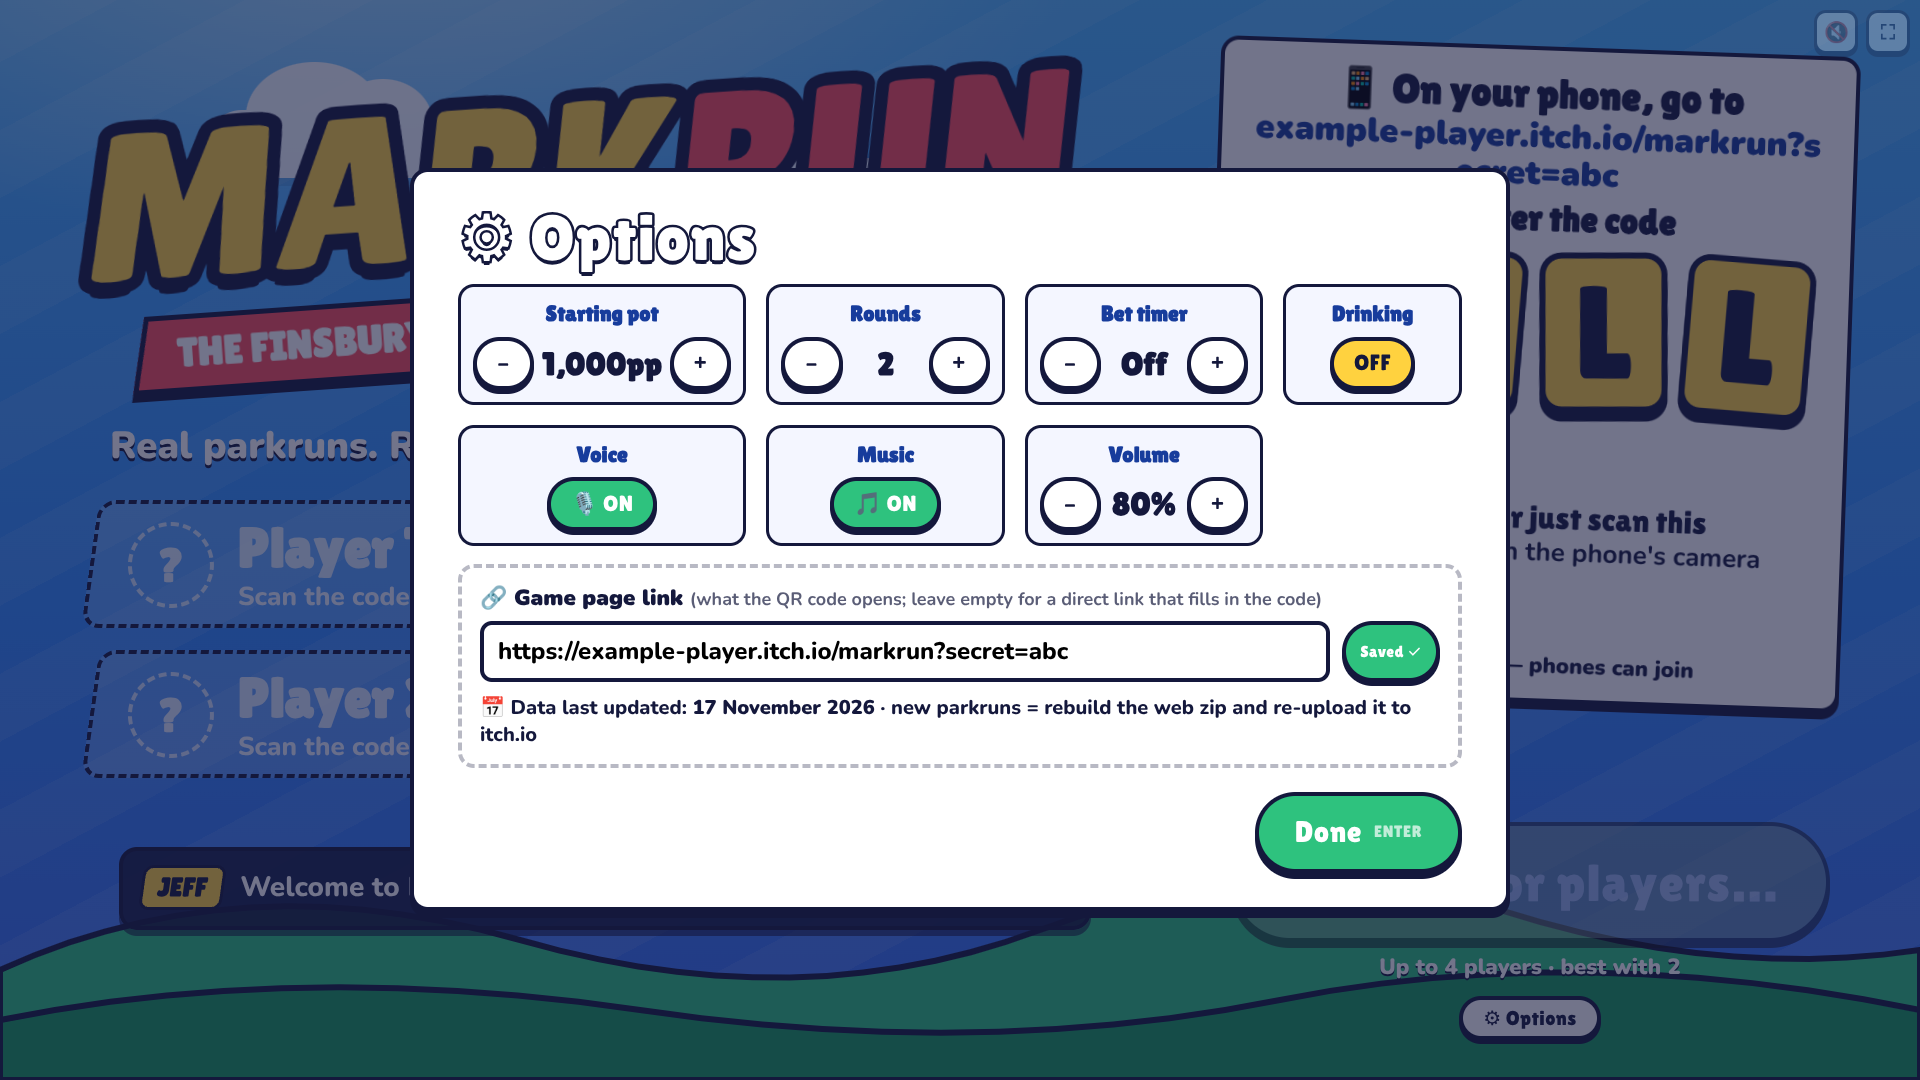 MARKRUN
THE FINSBURY
Real parkruns. R
? Player
Scan the code
? Player
Scan the code
JEFF Welcome to
📱 On your phone, go to
example-player.itch.io/markrun?s
ecret=abc
er the code
L L
r just scan this
the phone's camera
— phones can join
⚙ Options
Starting pot
– 1,000pp +
Rounds
– 2 +
Bet timer
– Off +
Drinking
OFF
Voice
🎙️ ON
Music
🎵 ON
Volume
– 80% +
🔗 Game page link (what the QR code opens; leave empty for a direct link that fills in the code)
https://example-player.itch.io/markrun?secret=abc
Saved ✓
📅 Data last updated: 17 November 2026 · new parkruns = rebuild the web zip and re-upload it to
itch.io
Done ENTER
or players...
Up to 4 players · best with 2
⚙ Options